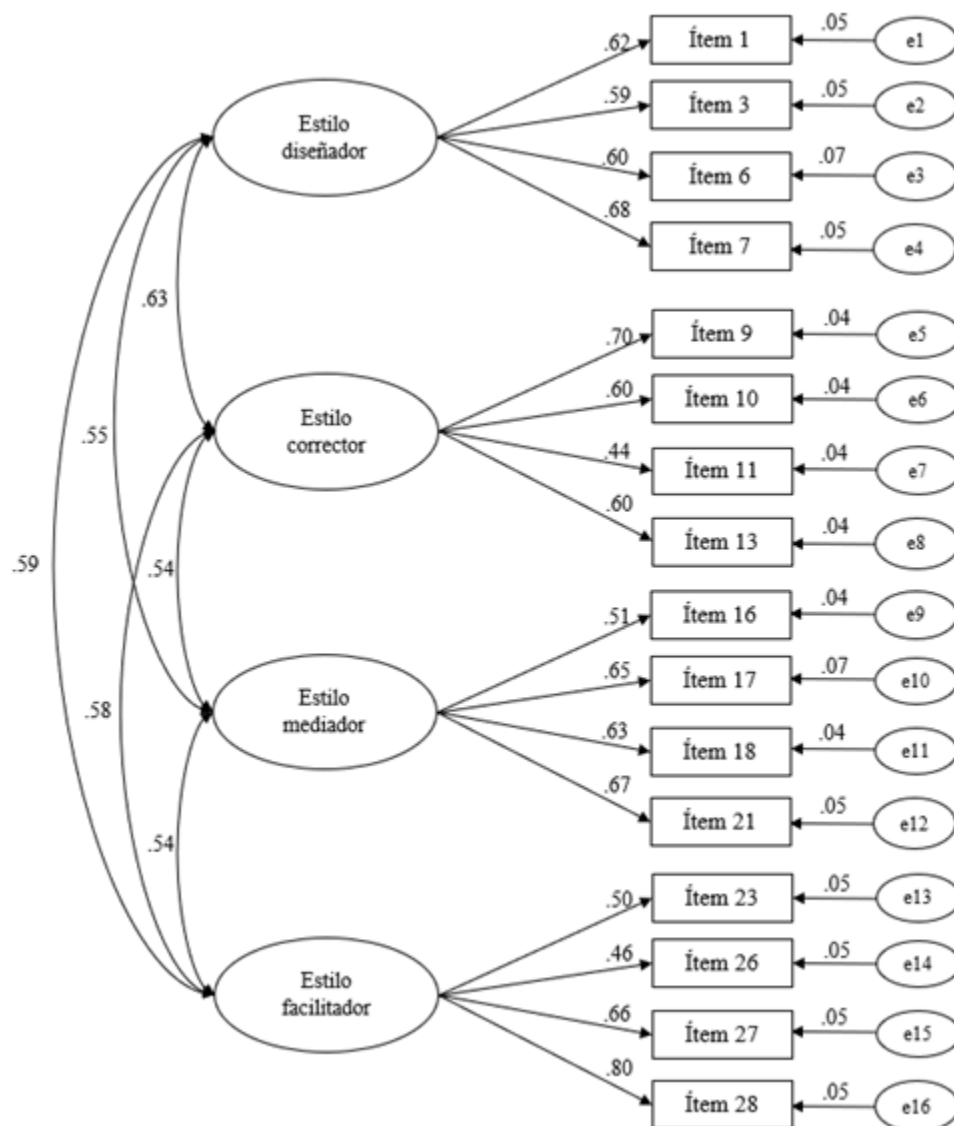 .62 Ítem 1 .05 e1
.59 Ítem 3 .05 e2
Estilo
diseñador
.60 Ítem 6 .07 e3
.68 Ítem 7 .05 e4
.63
.70 Ítem 9 .04 e5
.60 Ítem 10 .04 e6
Estilo
corrector
.55
.44 Ítem 11 .04 e7
.60 Ítem 13 .04 e8
.59
.54
.51 Ítem 16 .04 e9
.65 Ítem 17 .07 e10
Estilo
mediador
.58
.63 Ítem 18 .04 e11
.67 Ítem 21 .05 e12
.54
.50 Ítem 23 .05 e13
.46 Ítem 26 .05 e14
Estilo
facilitador
.66 Ítem 27 .05 e15
.80 Ítem 28 .05 e16